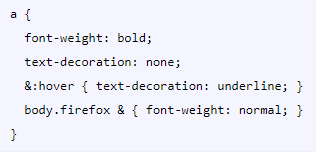 a {
  font-weight: bold;
  text-decoration: none;
  &:hover { text-decoration: underline; }
  body.firefox & { font-weight: normal; }
}